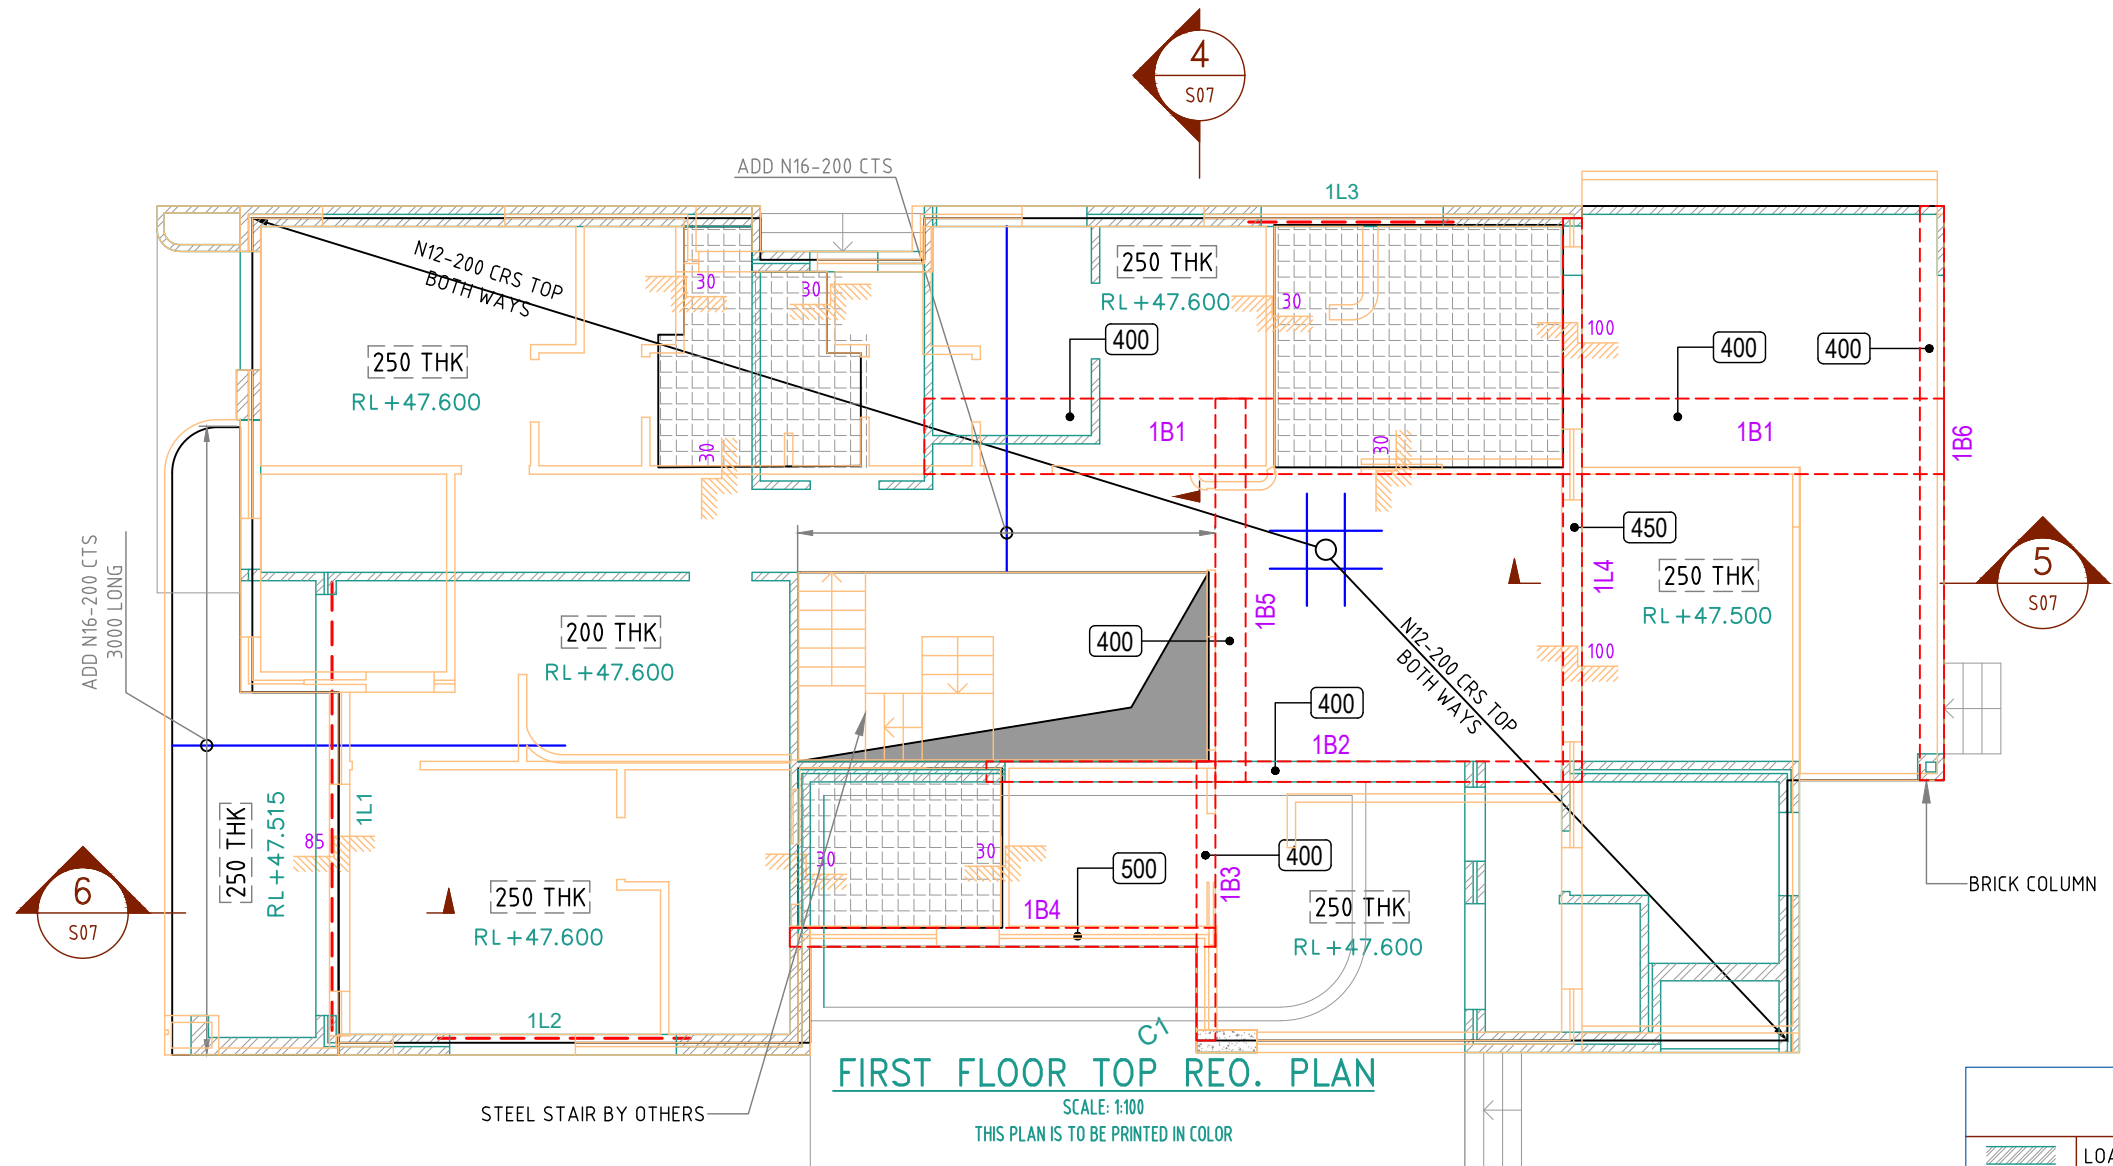 4
S07
ADD N16-200 CTS
1L3
N12-200 CRS TOP
BOTH WAYS
30
30
250 THK
RL+47.600
30
400
100
400
400
250 THK
RL+47.600
1B1
1B1
1B6
30
30
450
250 THK
RL+47.500
1L4
5
S07
ADD N16-200 CTS
3000 LONG
200 THK
RL+47.600
400
1B5
N12-200 CRS TOP
BOTH WAYS
100
400
1B2
250 THK
RL+47.515
1L1
85
30
30
500
400
1B3
1B4
250 THK
RL+47.600
250 THK
RL+47.600
BRICK COLUMN
6
S07
1L2
C1
FIRST FLOOR TOP REO. PLAN
SCALE: 1:100
THIS PLAN IS TO BE PRINTED IN COLOR
STEEL STAIR BY OTHERS
LOA